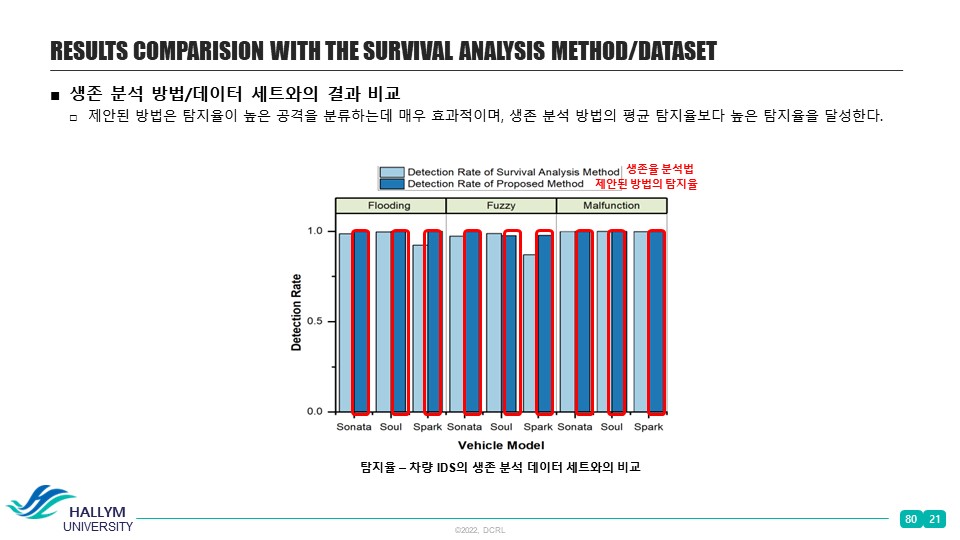 RESULTS COMPARISION WITH THE SURVIVAL ANALYSIS METHOD/DATASET
■ 생존 분석 방법/데이터 세트와의 결과 비교
□ 제안된 방법은 탐지율이 높은 공격을 분류하는데 매우 효과적이며, 생존 분석 방법의 평균 탐지율보다 높은 탐지율을 달성한다.
Detection Rate of Survival Analysis Method 생존율 분석법
Detection Rate of Proposed Method 제안된 방법의 탐지율
Flooding Fuzzy Malfunction
1.0
0.5
0.0
Detection Rate
Sonata Soul Spark Sonata Soul Spark Sonata Soul Spark
Vehicle Model
탐지율 – 차량 IDS의 생존 분석 데이터 세트와의 비교
HALLYM
UNIVERSITY
©2022, DCRL
80 21